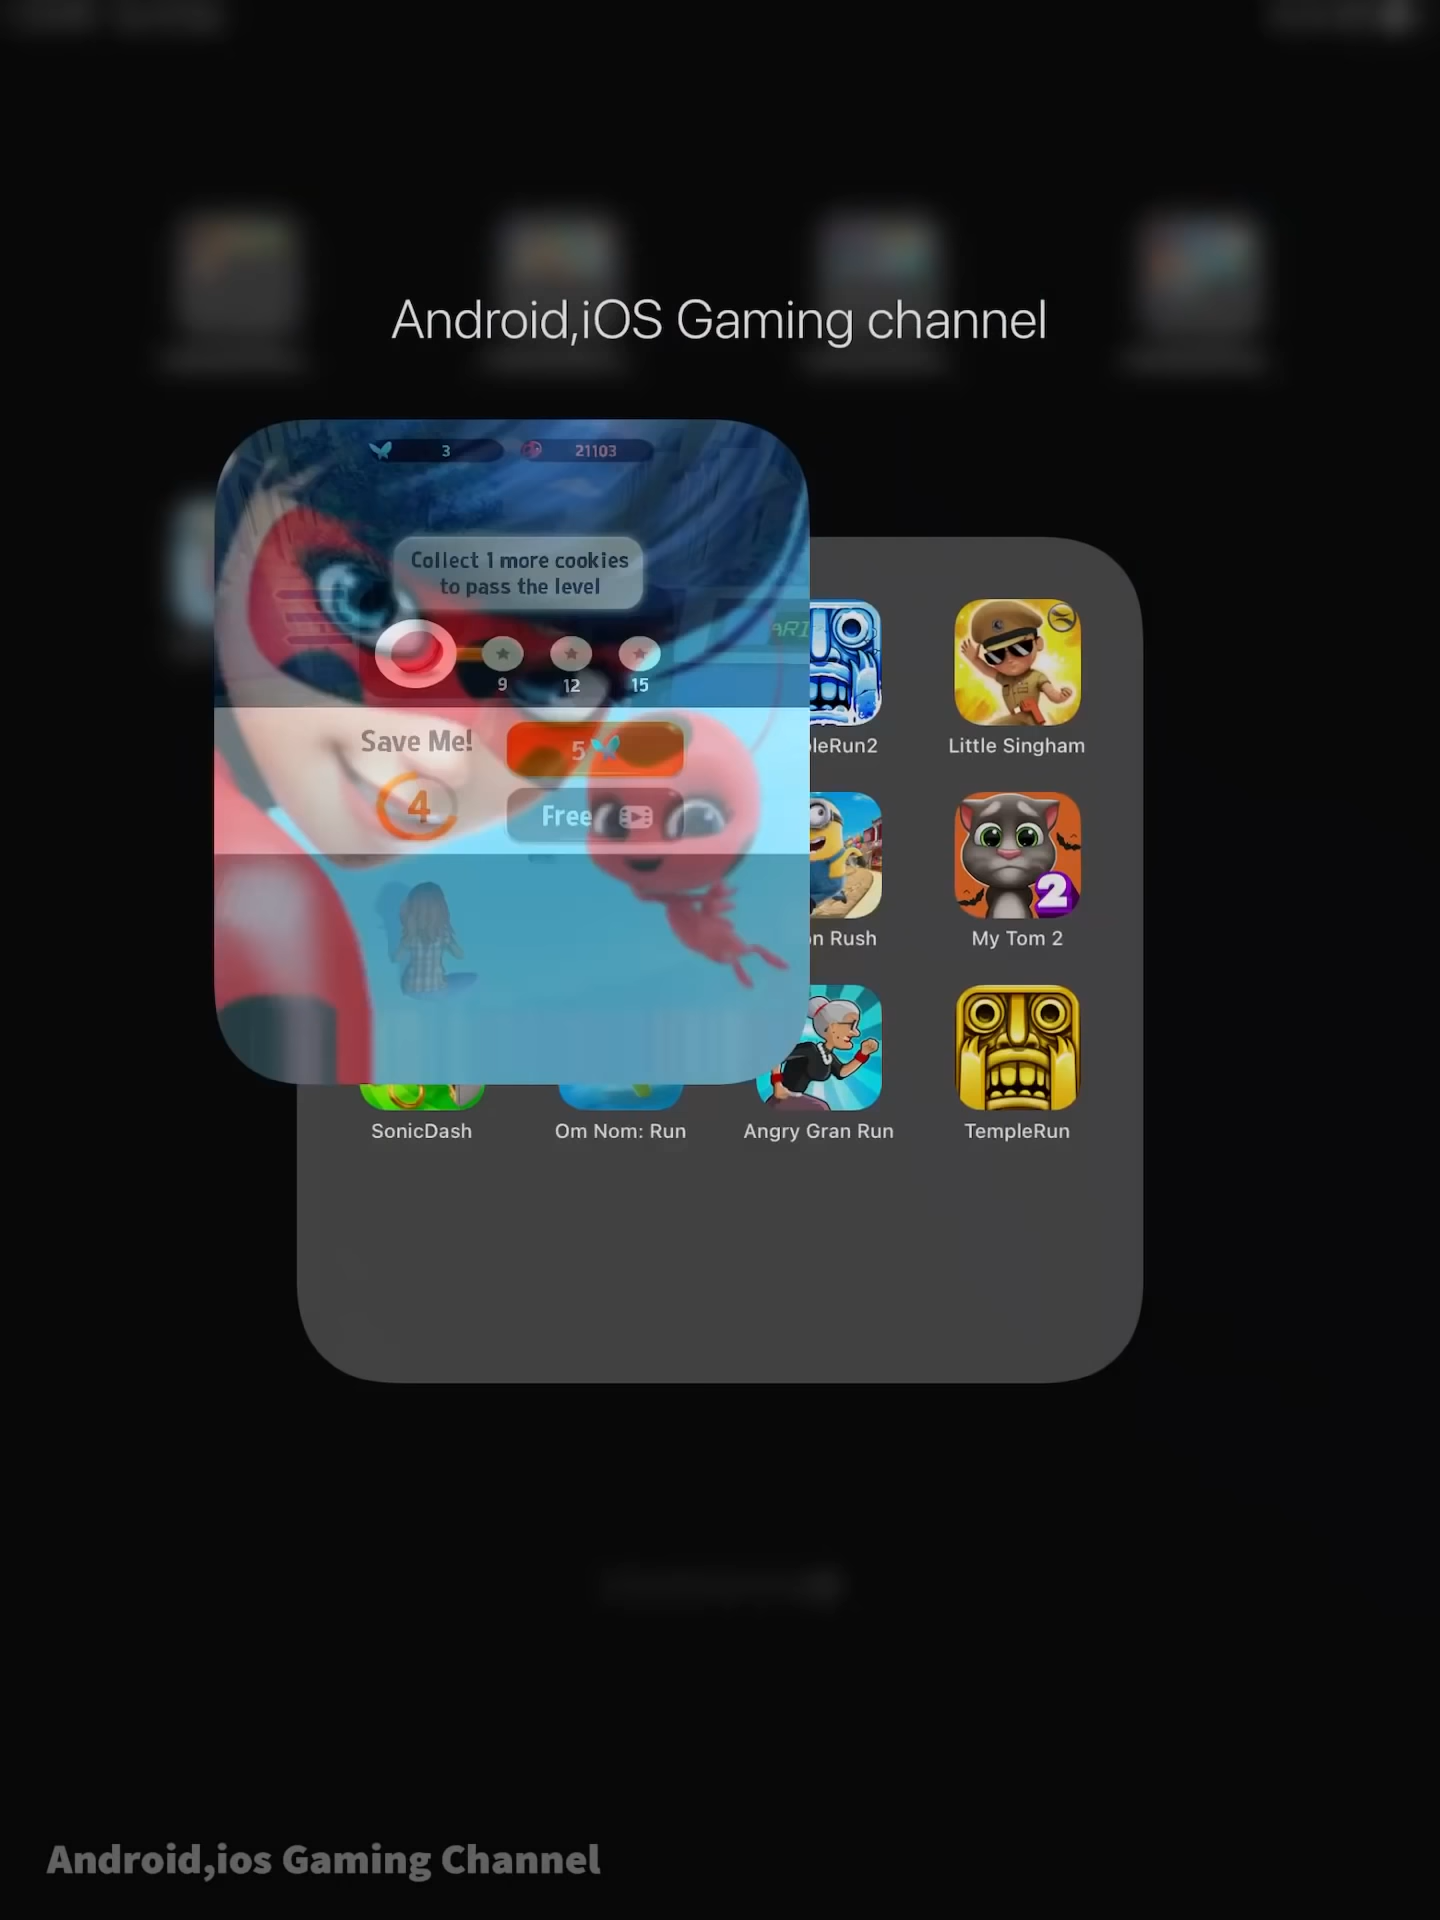 Android,iOS Gaming channel
3
21103
Collect 1 more cookies
to pass the level
9
12
15
Save Me!
5
4
Free
ARI
leRun2
Little Singham
n Rush
My Tom 2
2
SonicDash
Om Nom: Run
Angry Gran Run
TempleRun
Android,ios Gaming Channel